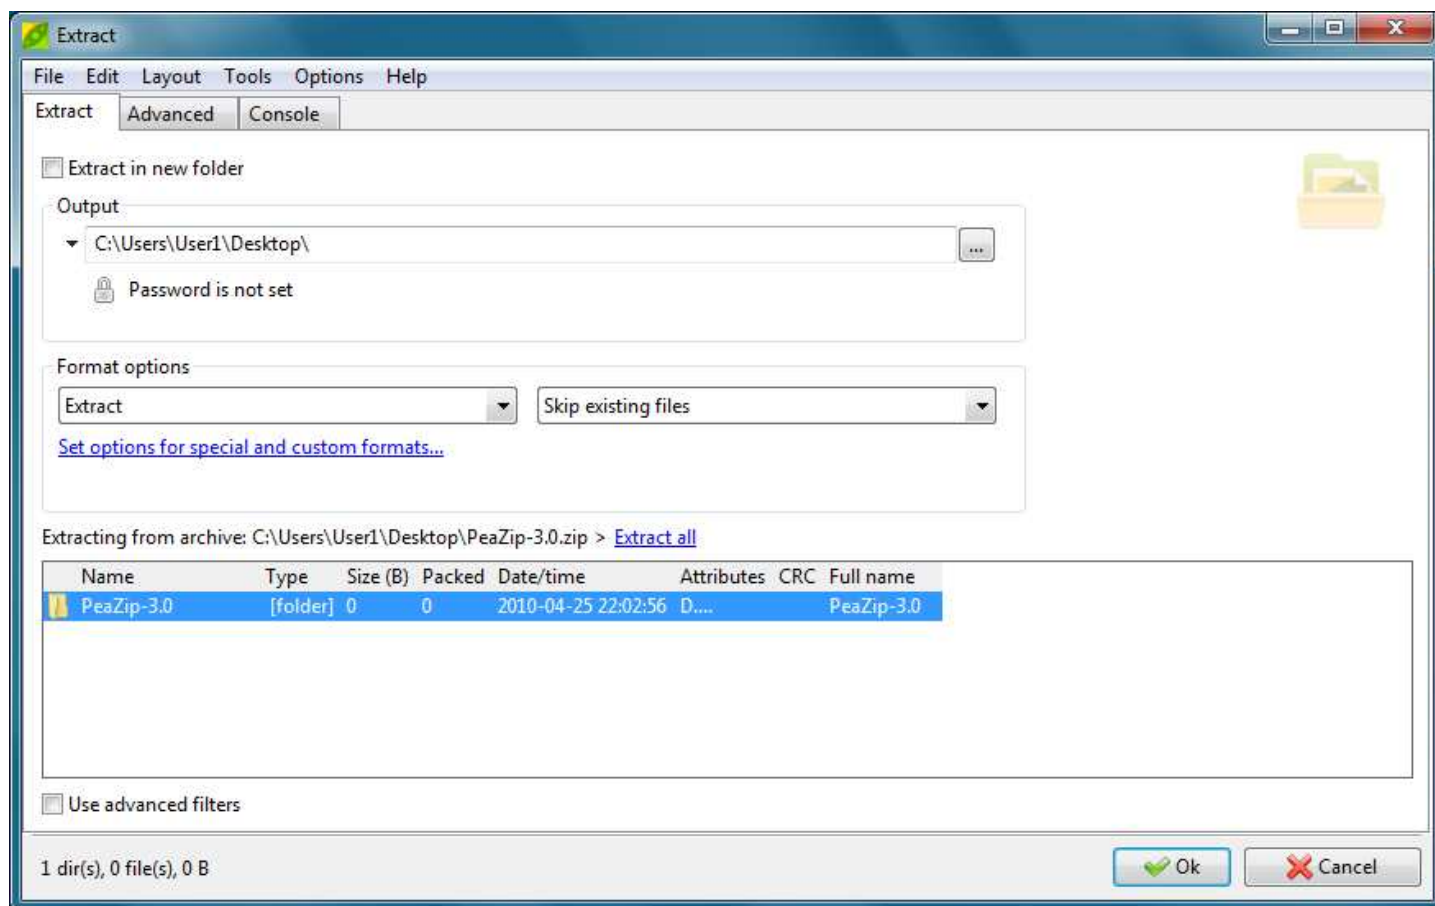 Extract
File Edit Layout Tools Options Help
Extract Advanced Console
Extract in new folder
Output
C:\Users\User1\Desktop\ ...
Password is not set
Format options
Extract Skip existing files
Set options for special and custom formats...
Extracting from archive: C:\Users\User1\Desktop\PeaZip-3.0.zip > Extract all
Name Type Size (B) Packed Date/time Attributes CRC Full name
PeaZip-3.0 [folder] 0 0 2010-04-25 22:02:56 D.... PeaZip-3.0
Use advanced filters
1 dir(s), 0 file(s), 0 B Ok Cancel